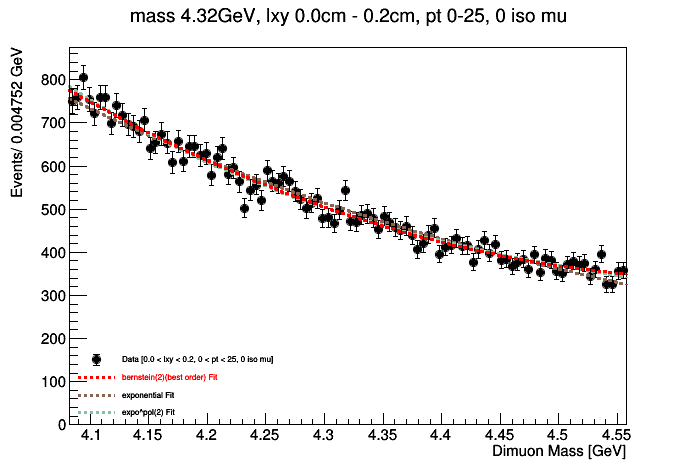 mass 4.32GeV, lxy 0.0cm - 0.2cm, pt 0-25, 0 iso mu
Events/ 0.004752 GeV
800
700
600
500
400
300
200
100
0
Data [0.0 < lxy < 0.2, 0 < pt < 25, 0 iso mu]
bernstein(2)(best order) Fit
exponential Fit
expo^pol(2) Fit
4.1 4.15 4.2 4.25 4.3 4.35 4.4 4.45 4.5 4.55
Dimuon Mass [GeV]